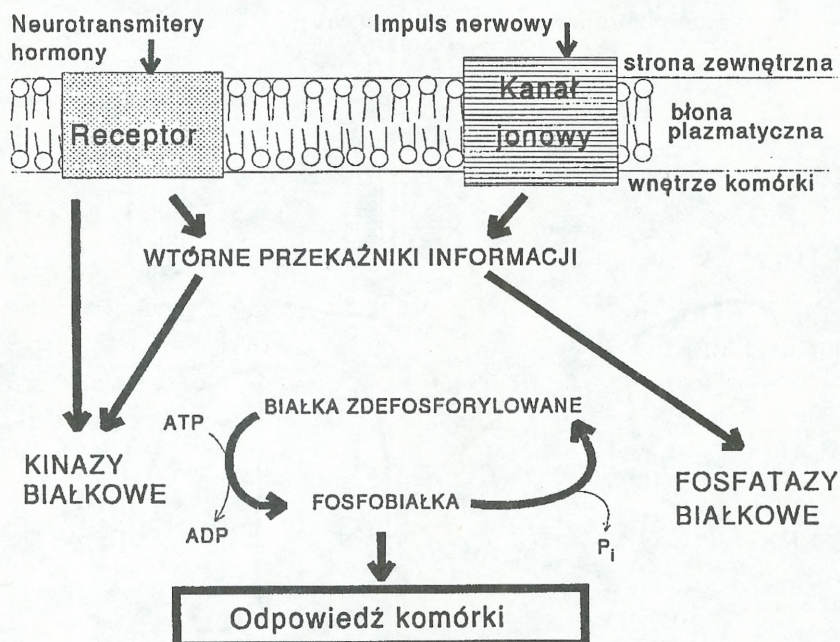 Neurotransmitery
hormony
Impuls nerwowy
strona zewnętrzna
Kanał
jonowy
Receptor
błona
plazmatyczna
wnętrze komórki
WTÓRNE PRZEKAŹNIKI INFORMACJI
BIAŁKA ZDEFOSFORYLOWANE
ATP
KINAZY
BIAŁKOWE
FOSFOBIAŁKA
ADP
FOSFATAZY
BIAŁKOWE
Pi
Odpowiedź komórki